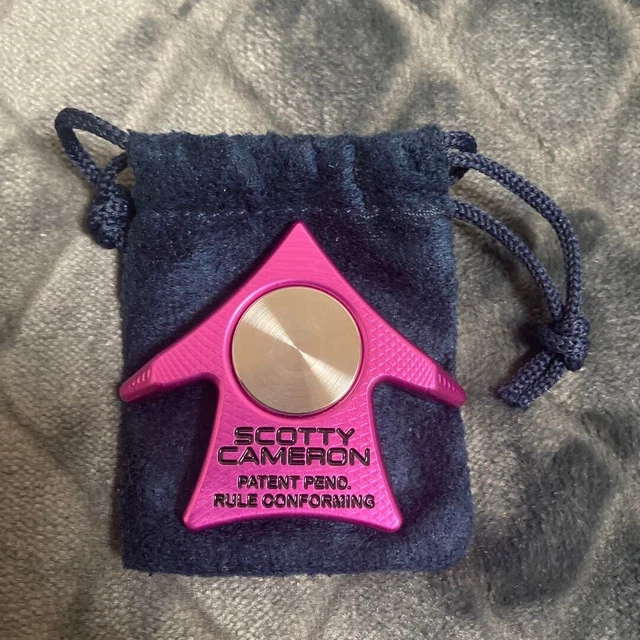 SCOTTY
CAMERON
PATENT PEND.
RULE CONFORMING